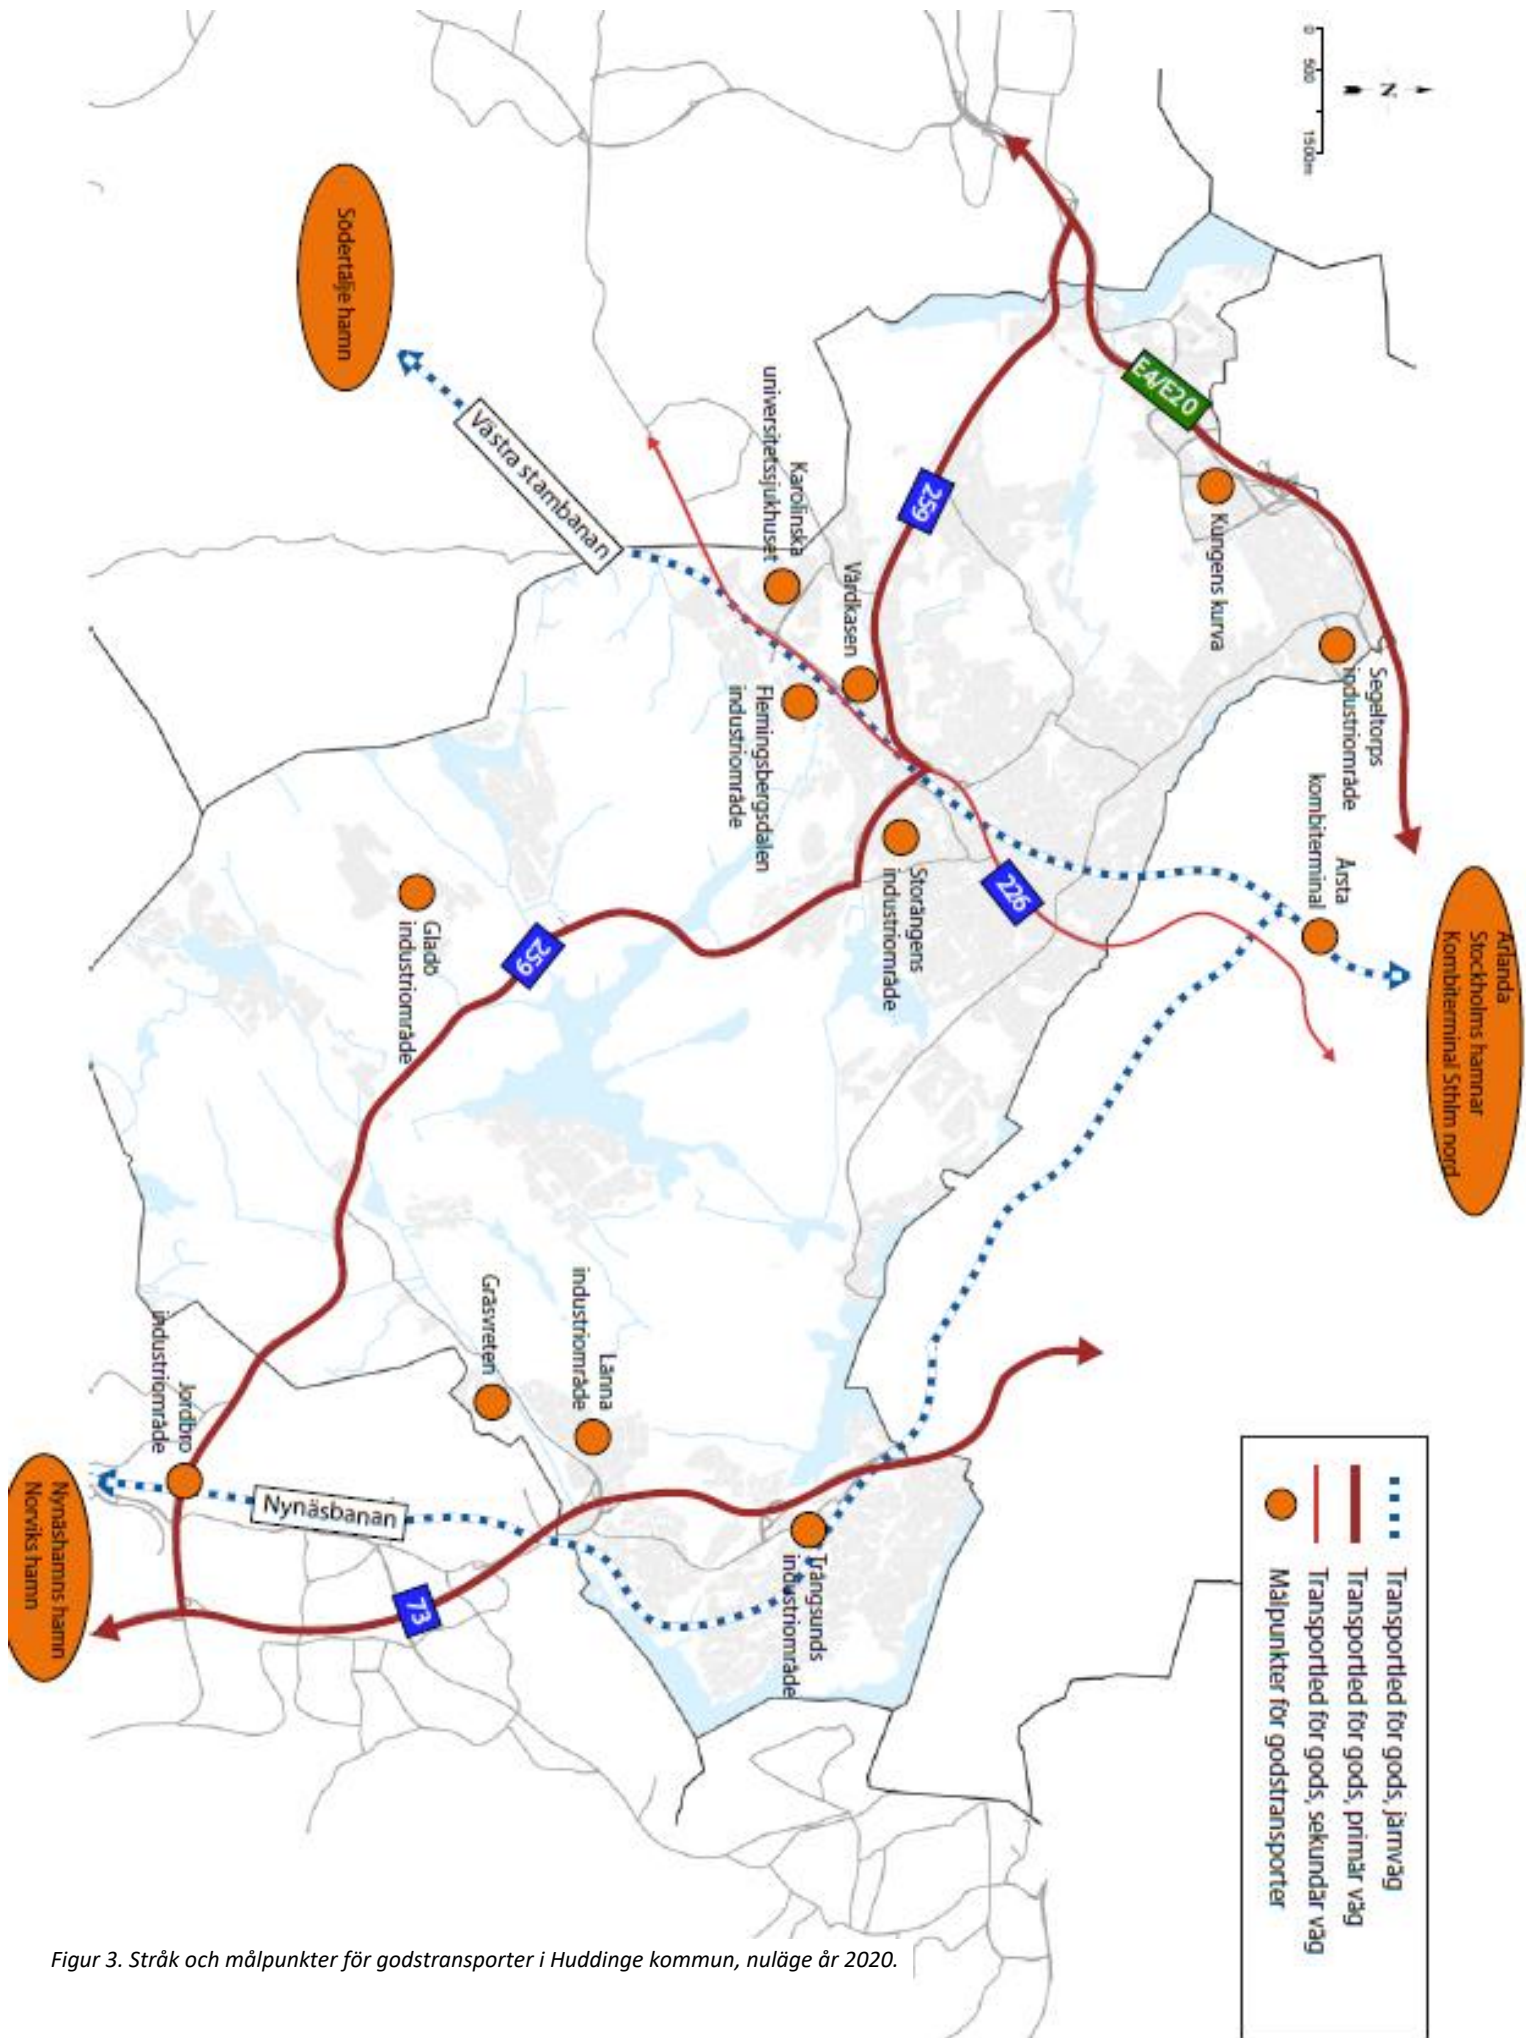 0 500 1500m
N
E4/E20
Kungens kurva
Segeltorps
industriområde
Årsta
kombiterminal
Arlanda
Stockholms hamnar
Kombiterminal Sthlm nord
259
Södertälje hamn
Västra stambanan
Karolinska
universitetssjukhuset
Vårdkasen
Flemingsbergsdalen
industriområde
Storängens
industriområde
226
259
Gladö
industriområde
Gräsvreten
Länna
industriområde
Trångsunds
industriområde
Jordbro
industriområde
Nynäsbanan
73
Nynäshamns hamn
Norviks hamn
Transportled för gods, järnväg
Transportled för gods, primär väg
Transportled för gods, sekundär väg
Målpunkter för godstransporter
Figur 3. Stråk och målpunkter för godstransporter i Huddinge kommun, nuläge år 2020.